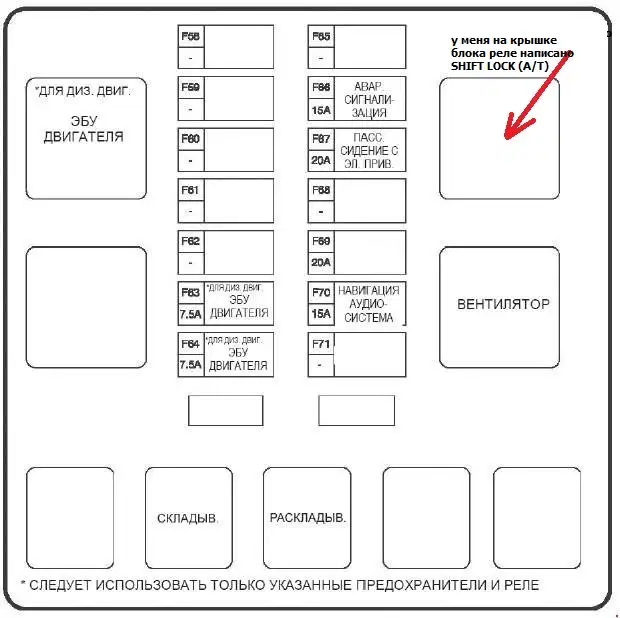 у меня на крышке
блока реле написано
SHIFT LOCK (A/T)
*ДЛЯ ДИЗ. ДВИГ.
ЭБУ
ДВИГАТЕЛЯ
F58
-
F59
-
F60
-
F61
-
F62
-
F63
7.5A
*ДЛЯ ДИЗ. ДВИГ.
ЭБУ
ДВИГАТЕЛЯ
F64
7.5A
*ДЛЯ ДИЗ. ДВИГ.
ЭБУ
ДВИГАТЕЛЯ
F65
-
F66
15A
АВАР.
СИГНАЛИ-
ЗАЦИЯ
F67
20A
ПАСС.
СИДЕНИЕ С
ЭЛ. ПРИВ.
F68
-
F69
20A
F70
15A
НАВИГАЦИЯ
АУДИО-
СИСТЕМА
F71
-
ВЕНТИЛЯТОР
СКЛАДЫВ.
РАСКЛАДЫВ.
* СЛЕДУЕТ ИСПОЛЬЗОВАТЬ ТОЛЬКО УКАЗАННЫЕ ПРЕДОХРАНИТЕЛИ И РЕЛЕ